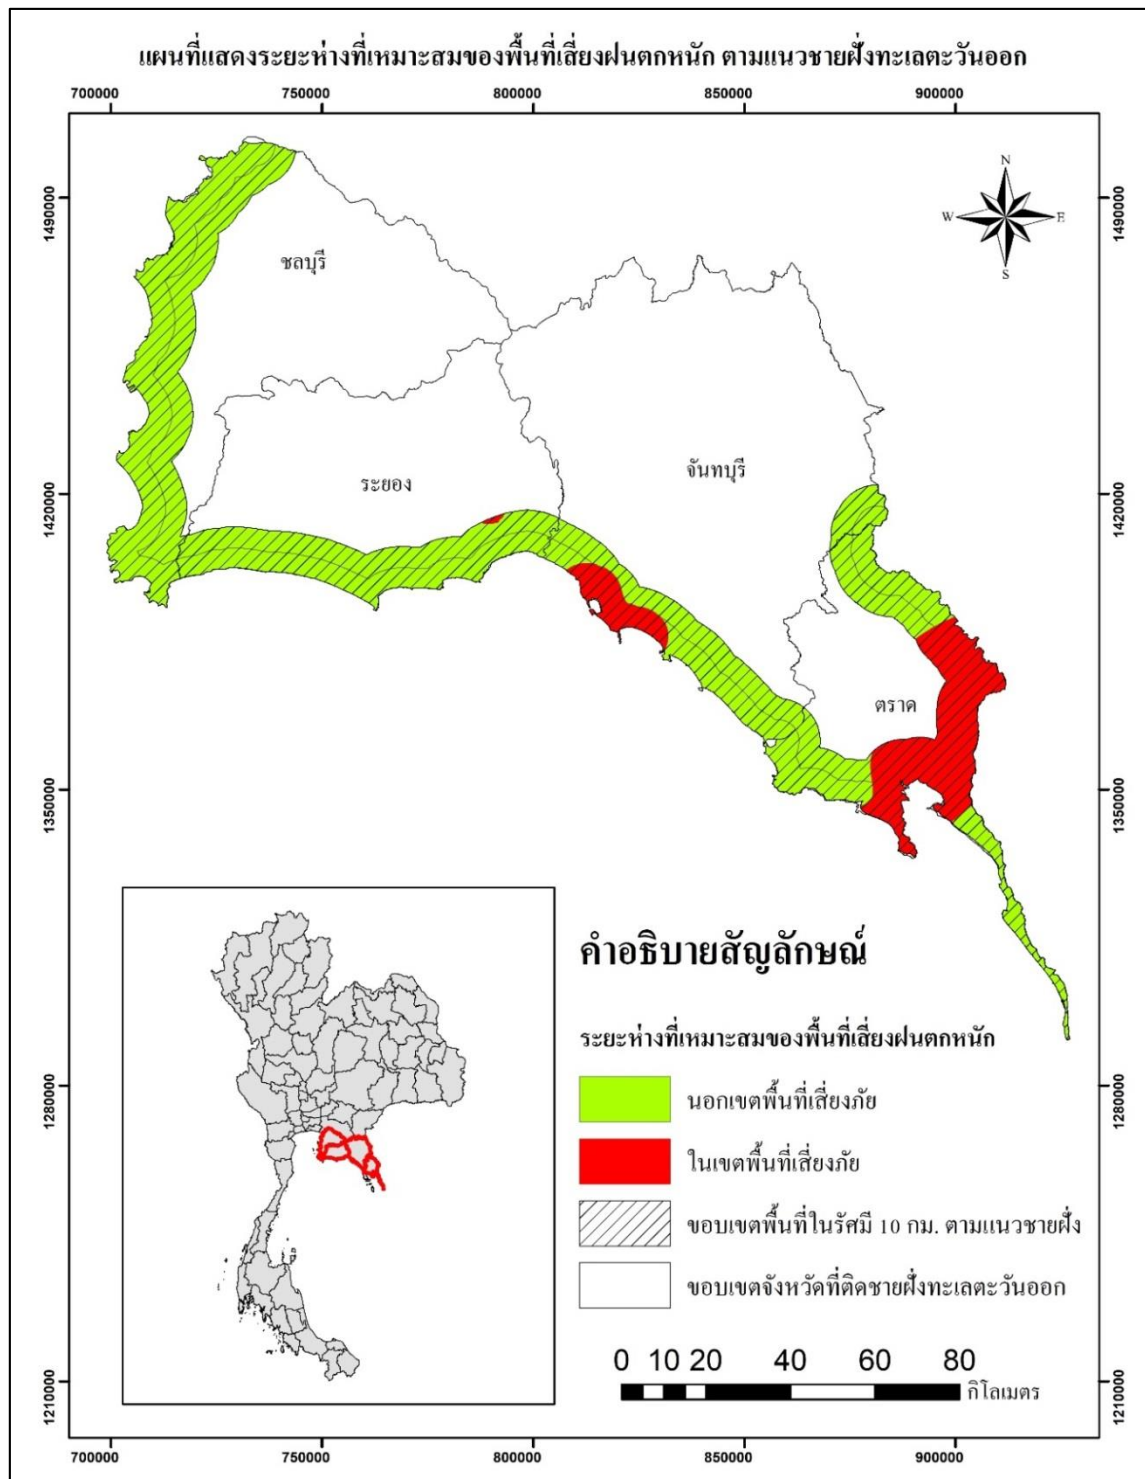 แผนที่แสดงระยะห่างที่เหมาะสมของพื้นที่เสี่ยงฝนตกหนัก ตามแนวชายฝั่งทะเลตะวันออก
700000 750000 800000 850000 900000
N
W E
S
1490000 1490000
ชลบุรี
จันทบุรี
ระยอง
1420000 1420000
ตราด
1350000 1350000
คำอธิบายสัญลักษณ์
ระยะห่างที่เหมาะสมของพื้นที่เสี่ยงฝนตกหนัก
1280000 1280000
นอกเขตพื้นที่เสี่ยงภัย
ในเขตพื้นที่เสี่ยงภัย
ขอบเขตพื้นที่ในรัศมี 10 กม. ตามแนวชายฝั่ง
ขอบเขตจังหวัดที่ติดชายฝั่งทะเลตะวันออก
0 10 20 40 60 80
กิโลเมตร
1210000 1210000
700000 750000 800000 850000 900000